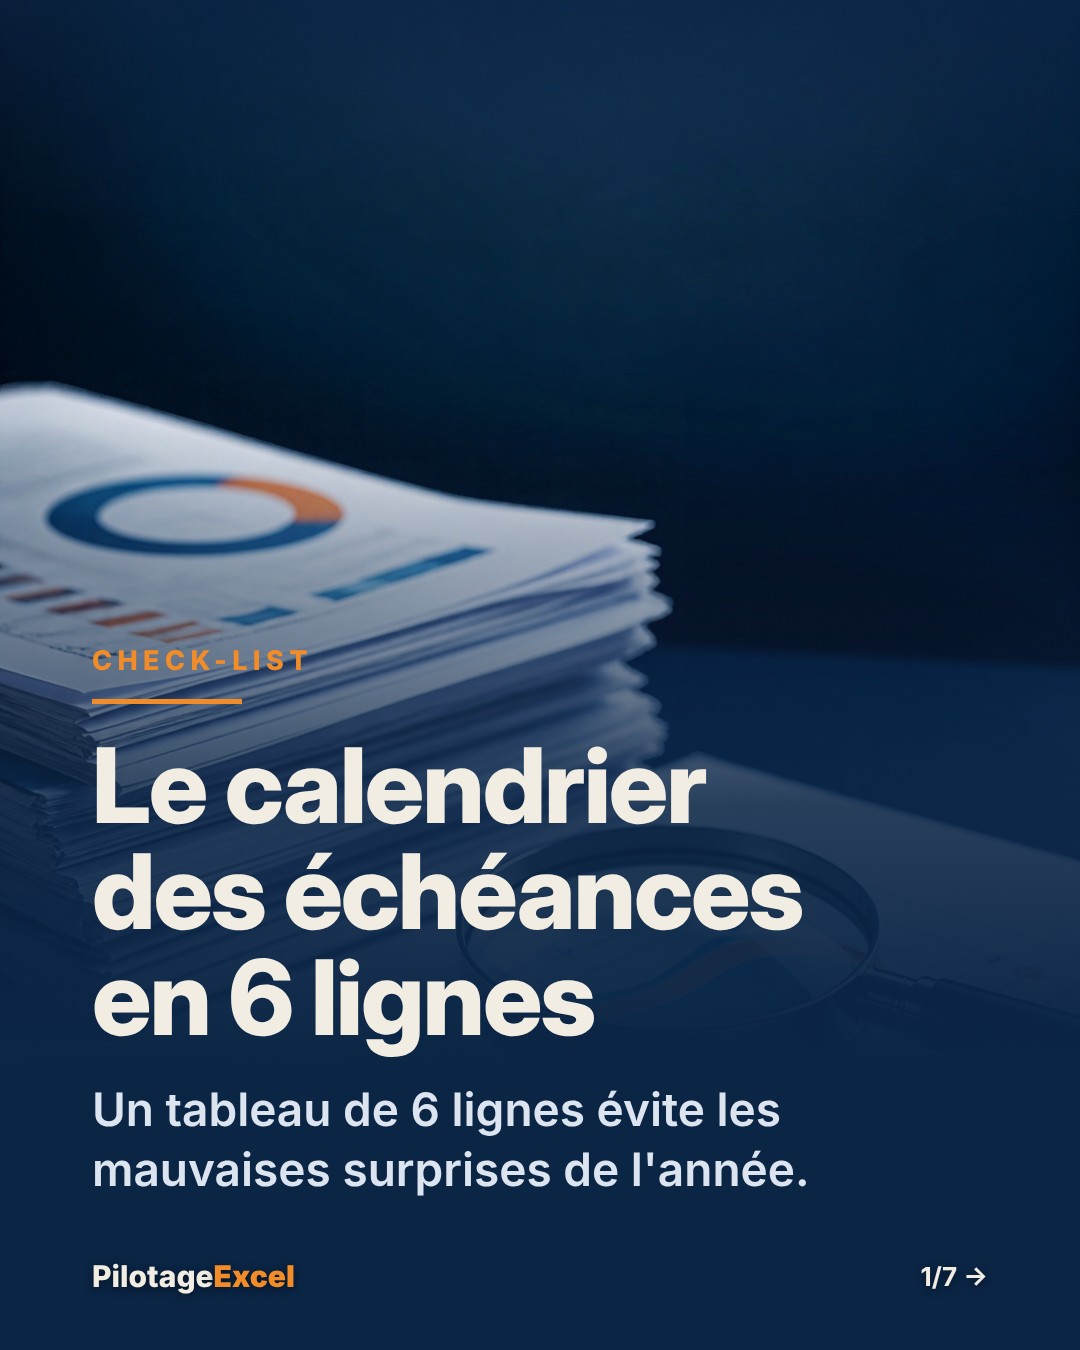 CHECK-LIST
Le calendrier
des échéances
en 6 lignes
Un tableau de 6 lignes évite les
mauvaises surprises de l'année.
PilotageExcel
1/7 →